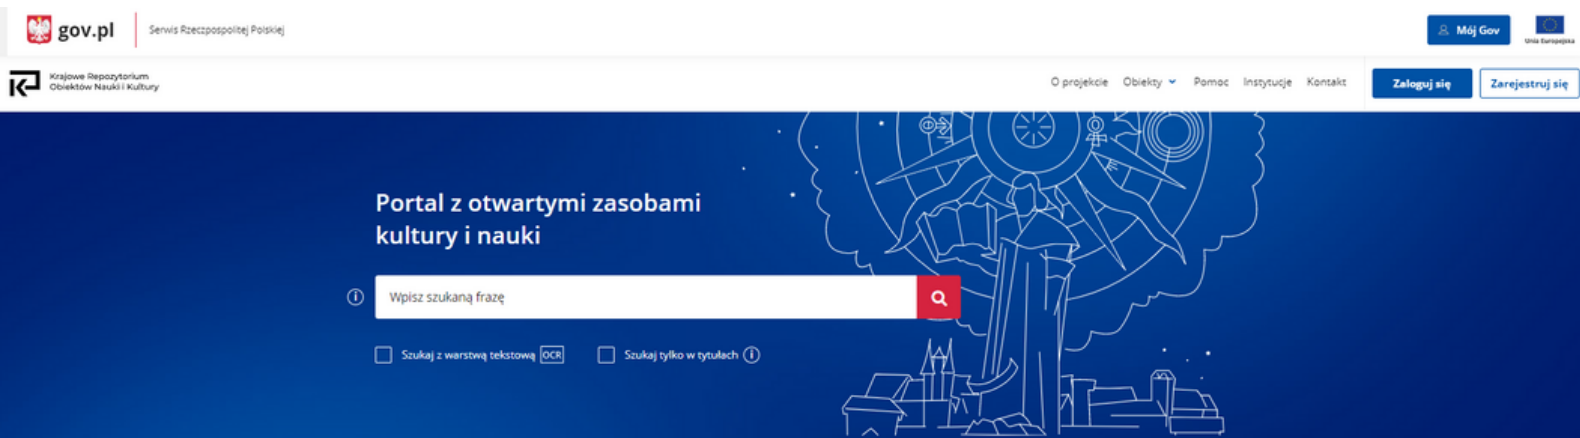 gov.pl
Serwis Rzeczpospolitej Polskiej
Mój Gov
Unia Europejska
Krajowe Repozytorium
Obiektów Nauki i Kultury
O projekcie
Obiekty
Pomoc
Instytucje
Kontakt
Zaloguj się
Zarejestruj się
Portal z otwartymi zasobami
kultury i nauki
Wpisz szukaną frazę
Szukaj z warstwą tekstową OCR
Szukaj tylko w tytułach